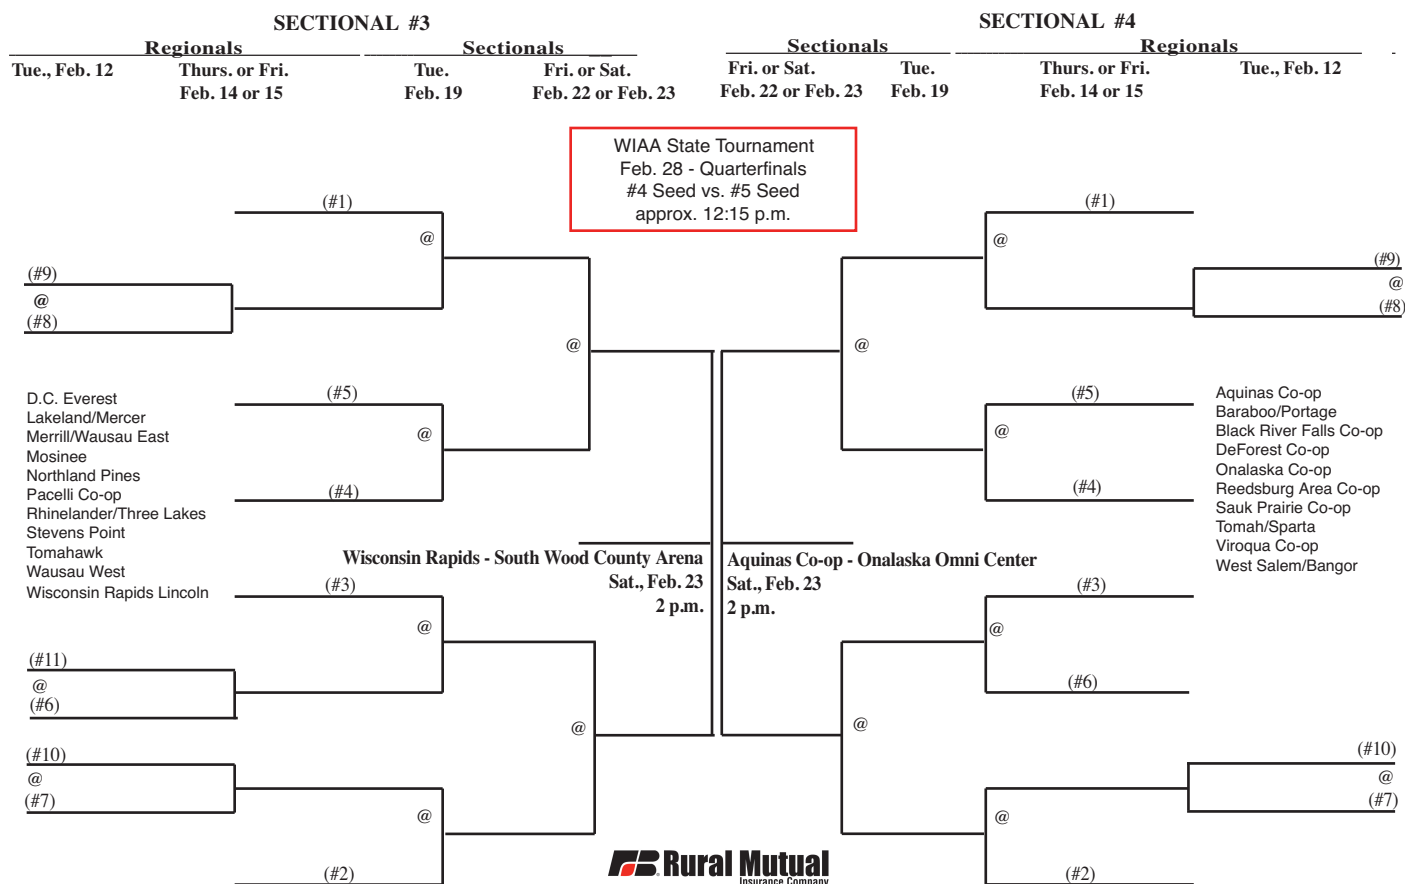 SECTIONAL #3
SECTIONAL #4
Regionals
Sectionals
Sectionals
Regionals
Tue., Feb. 12
Thurs. or Fri.
Feb. 14 or 15
Tue.
Feb. 19
Fri. or Sat.
Feb. 22 or Feb. 23
Fri. or Sat.
Feb. 22 or Feb. 23
Tue.
Feb. 19
Thurs. or Fri.
Feb. 14 or 15
Tue., Feb. 12
WIAA State Tournament
Feb. 28 - Quarterfinals
#4 Seed vs. #5 Seed
approx. 12:15 p.m.
(#1)
@
(#9)
@
(#8)
@
(#5)
@
(#4)
D.C. Everest
Lakeland/Mercer
Merrill/Wausau East
Mosinee
Northland Pines
Pacelli Co-op
Rhinelander/Three Lakes
Stevens Point
Tomahawk
Wausau West
Wisconsin Rapids Lincoln
Wisconsin Rapids - South Wood County Arena
Sat., Feb. 23
2 p.m.
(#3)
@
(#11)
@
(#6)
@
(#10)
@
(#7)
@
(#2)
(#1)
@
(#9)
@
(#8)
@
(#5)
@
(#4)
Aquinas Co-op
Baraboo/Portage
Black River Falls Co-op
DeForest Co-op
Onalaska Co-op
Reedsburg Area Co-op
Sauk Prairie Co-op
Tomah/Sparta
Viroqua Co-op
West Salem/Bangor
Aquinas Co-op - Onalaska Omni Center
Sat., Feb. 23
2 p.m.
(#3)
@
(#6)
@
(#10)
@
(#7)
@
(#2)
Rural Mutual
Insurance Company